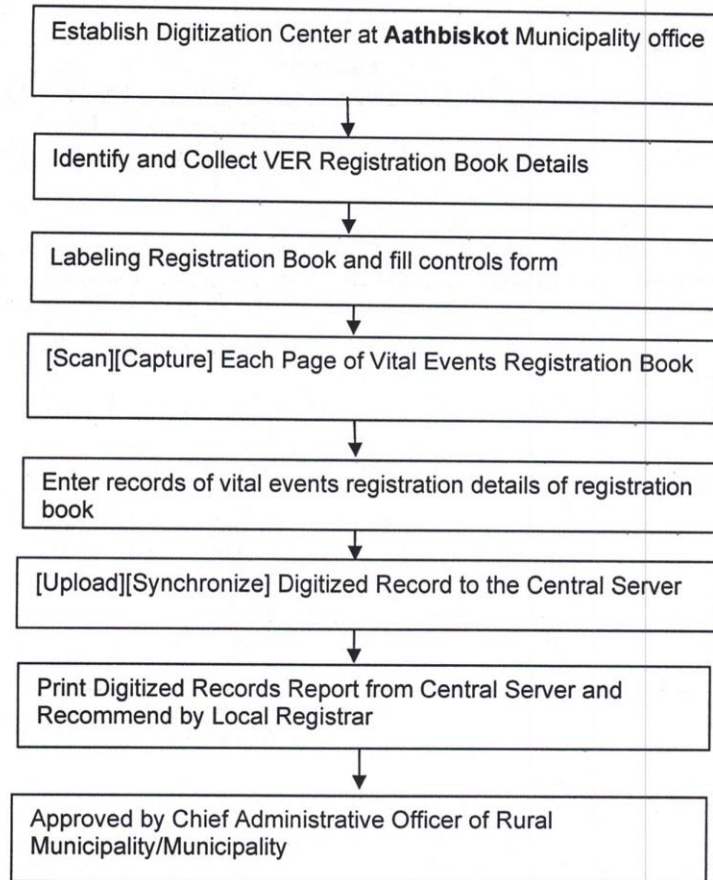 Establish Digitization Center at Aathbiskot Municipality office
Identify and Collect VER Registration Book Details
Labeling Registration Book and fill controls form
[Scan][Capture] Each Page of Vital Events Registration Book
Enter records of vital events registration details of registration
book
[Upload][Synchronize] Digitized Record to the Central Server
Print Digitized Records Report from Central Server and
Recommend by Local Registrar
Approved by Chief Administrative Officer of Rural
Municipality/Municipality